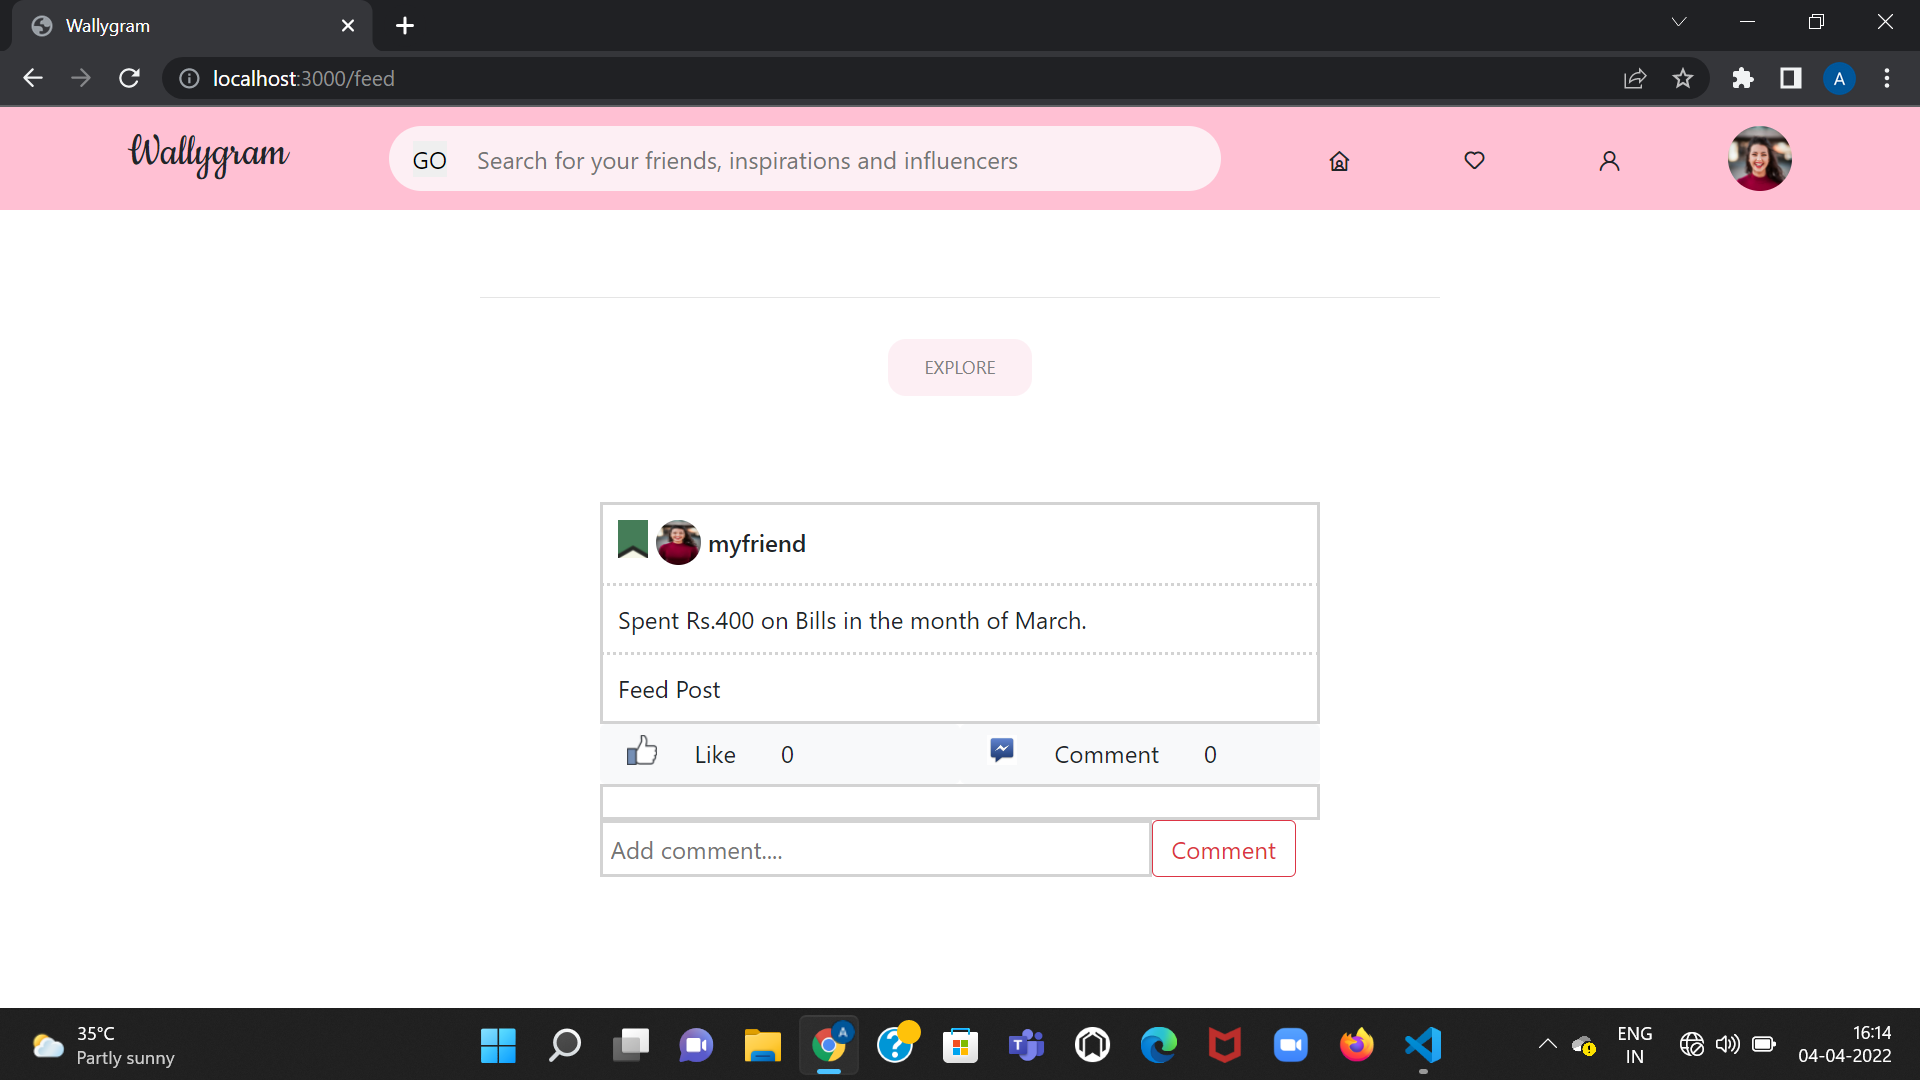 Wallygram
localhost:3000/feed
A
Wallygram
GO Search for your friends, inspirations and influencers
EXPLORE
myfriend
Spent Rs.400 on Bills in the month of March.
Feed Post
Like 0 Comment 0
Add comment.... Comment
35°C
Partly sunny
A
?
T
ENG
IN
16:14
04-04-2022